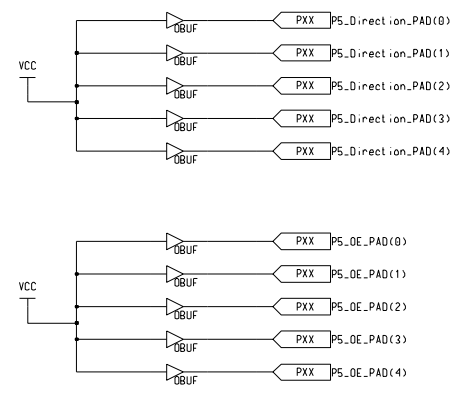 PXX P5_Direction_PAD(0)
OBUF
PXX P5_Direction_PAD(1)
OBUF
VCC
PXX P5_Direction_PAD(2)
OBUF
PXX P5_Direction_PAD(3)
OBUF
PXX P5_Direction_PAD(4)
OBUF
PXX P5_OE_PAD(0)
OBUF
PXX P5_OE_PAD(1)
OBUF
VCC
PXX P5_OE_PAD(2)
OBUF
PXX P5_OE_PAD(3)
OBUF
PXX P5_OE_PAD(4)
OBUF